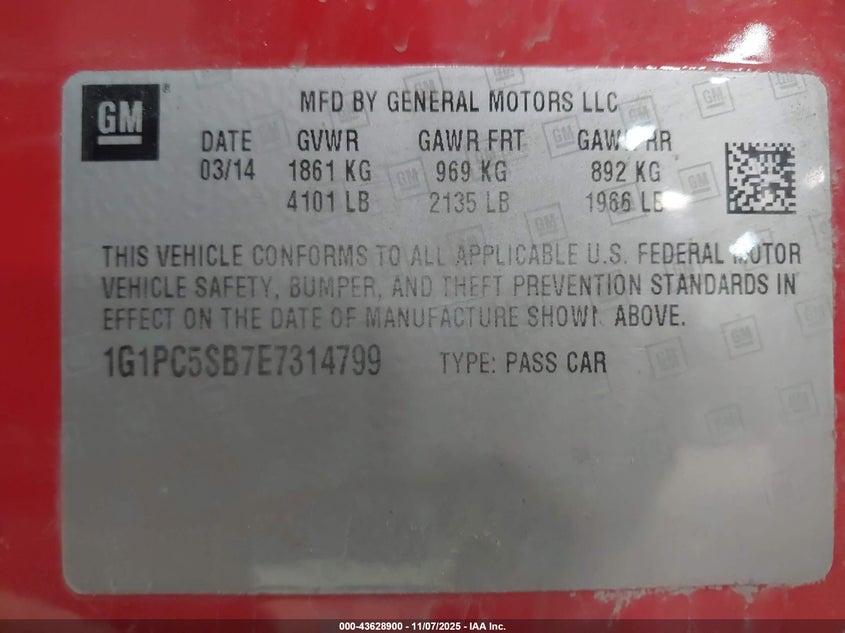 GM
MFD BY GENERAL MOTORS LLC
DATE GVWR GAWR FRT GAWR RR
03/14 1861 KG 969 KG 892 KG
4101 LB 2135 LB 1966 LB
THIS VEHICLE CONFORMS TO ALL APPLICABLE U.S. FEDERAL MOTOR
VEHICLE SAFETY, BUMPER, AND THEFT PREVENTION STANDARDS IN
EFFECT ON THE DATE OF MANUFACTURE SHOWN ABOVE.
1G1PC5SB7E7314799 TYPE: PASS CAR
000-43628900 - 11/07/2025 - IAA Inc.